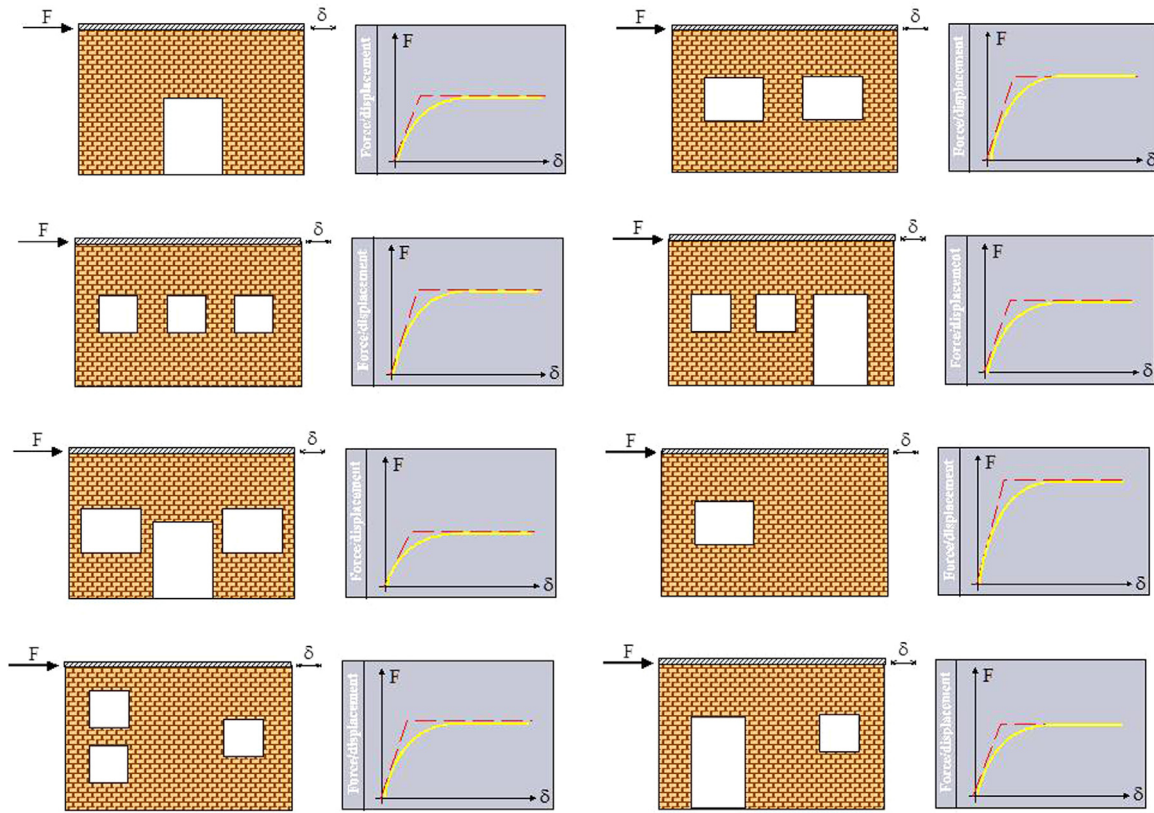 F δ
Force/displacement
F
δ
F δ
Force/displacement
F
δ
F δ
Force/displacement
F
δ
F δ
Force/displacement
F
δ
F δ
Force/displacement
F
δ
F δ
Force/displacement
F
δ
F δ
Force/displacement
F
δ
F δ
Force/displacement
F
δ